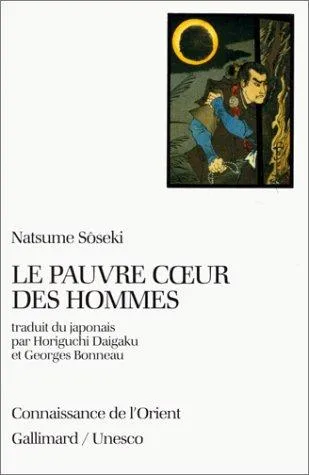 Natsume Sôseki
LE PAUVRE CŒUR
DES HOMMES
traduit du japonais
par Horiguchi Daigaku
et Georges Bonneau
Connaissance de l'Orient
Gallimard / Unesco